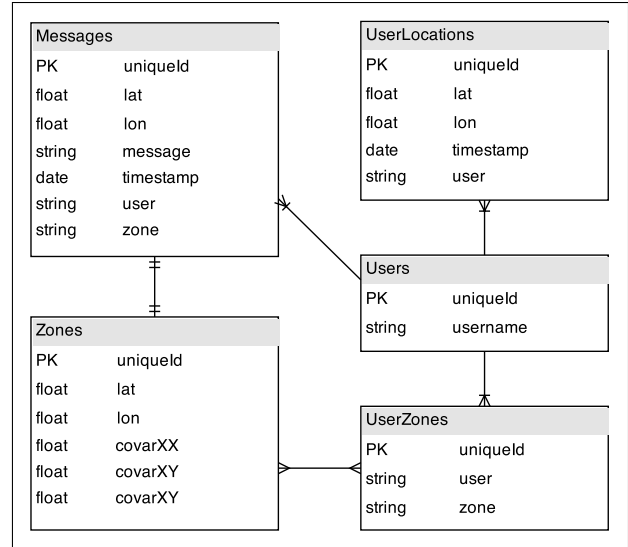 Messages
PK uniqueId
float lat
float lon
string message
date timestamp
string user
string zone
UserLocations
PK uniqueId
float lat
float lon
date timestamp
string user
Users
PK uniqueId
string username
Zones
PK uniqueId
float lat
float lon
float covarXX
float covarXY
float covarXY
UserZones
PK uniqueId
string user
string zone